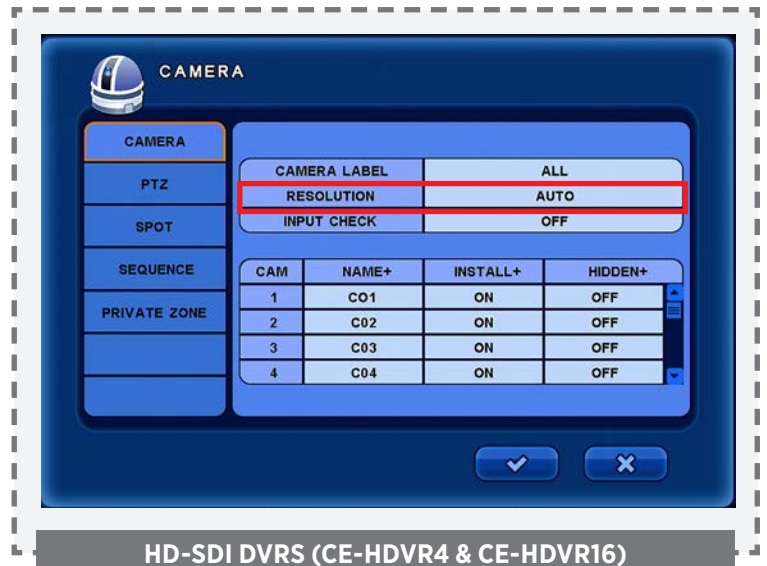 CAMERA
CAMERA
PTZ
SPOT
SEQUENCE
PRIVATE ZONE
CAMERA LABEL ALL
RESOLUTION AUTO
INPUT CHECK OFF
CAM NAME+ INSTALL+ HIDDEN+
1 CO1 ON OFF
2 C02 ON OFF
3 C03 ON OFF
4 C04 ON OFF
HD-SDI DVRS (CE-HDVR4 & CE-HDVR16)